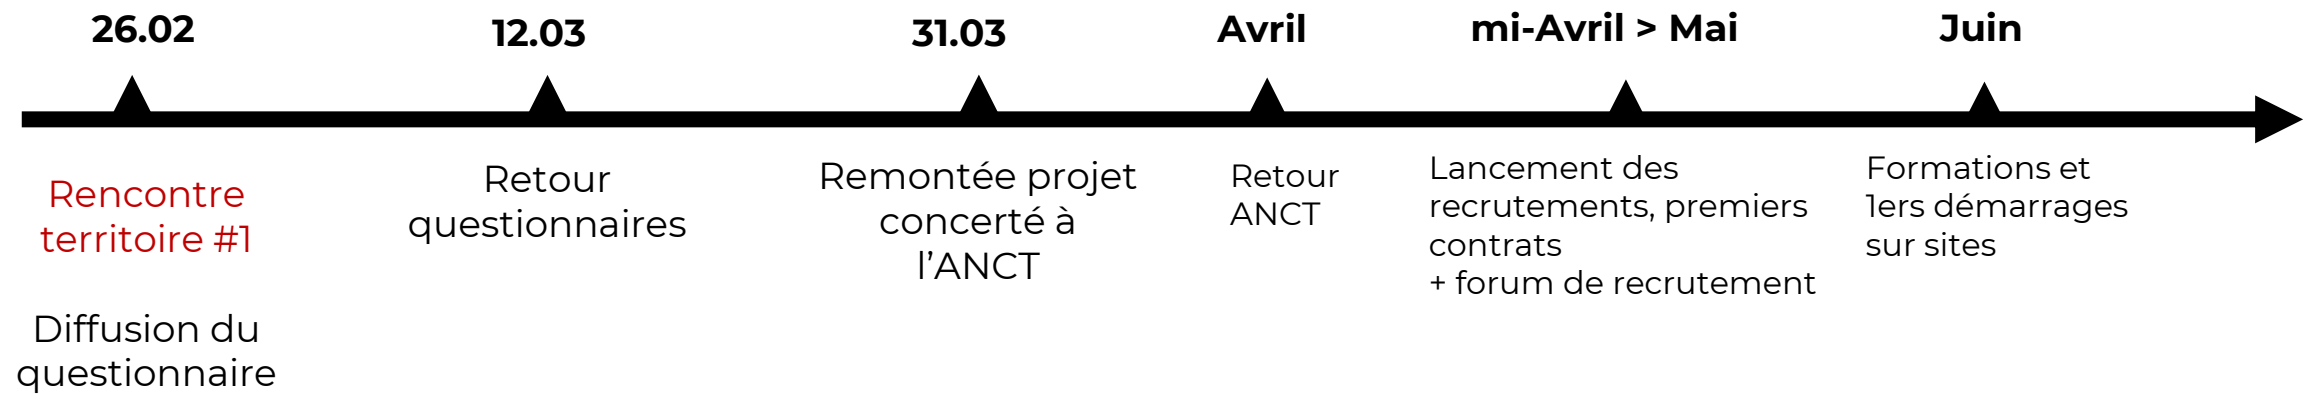 26.02
12.03
31.03
Avril
mi-Avril > Mai
Juin
Rencontre
territoire #1
Diffusion du
questionnaire
Retour
questionnaires
Remontée projet
concerté à
l’ANCT
Retour
ANCT
Lancement des
recrutements, premiers
contrats
+ forum de recrutement
Formations et
1ers démarrages
sur sites